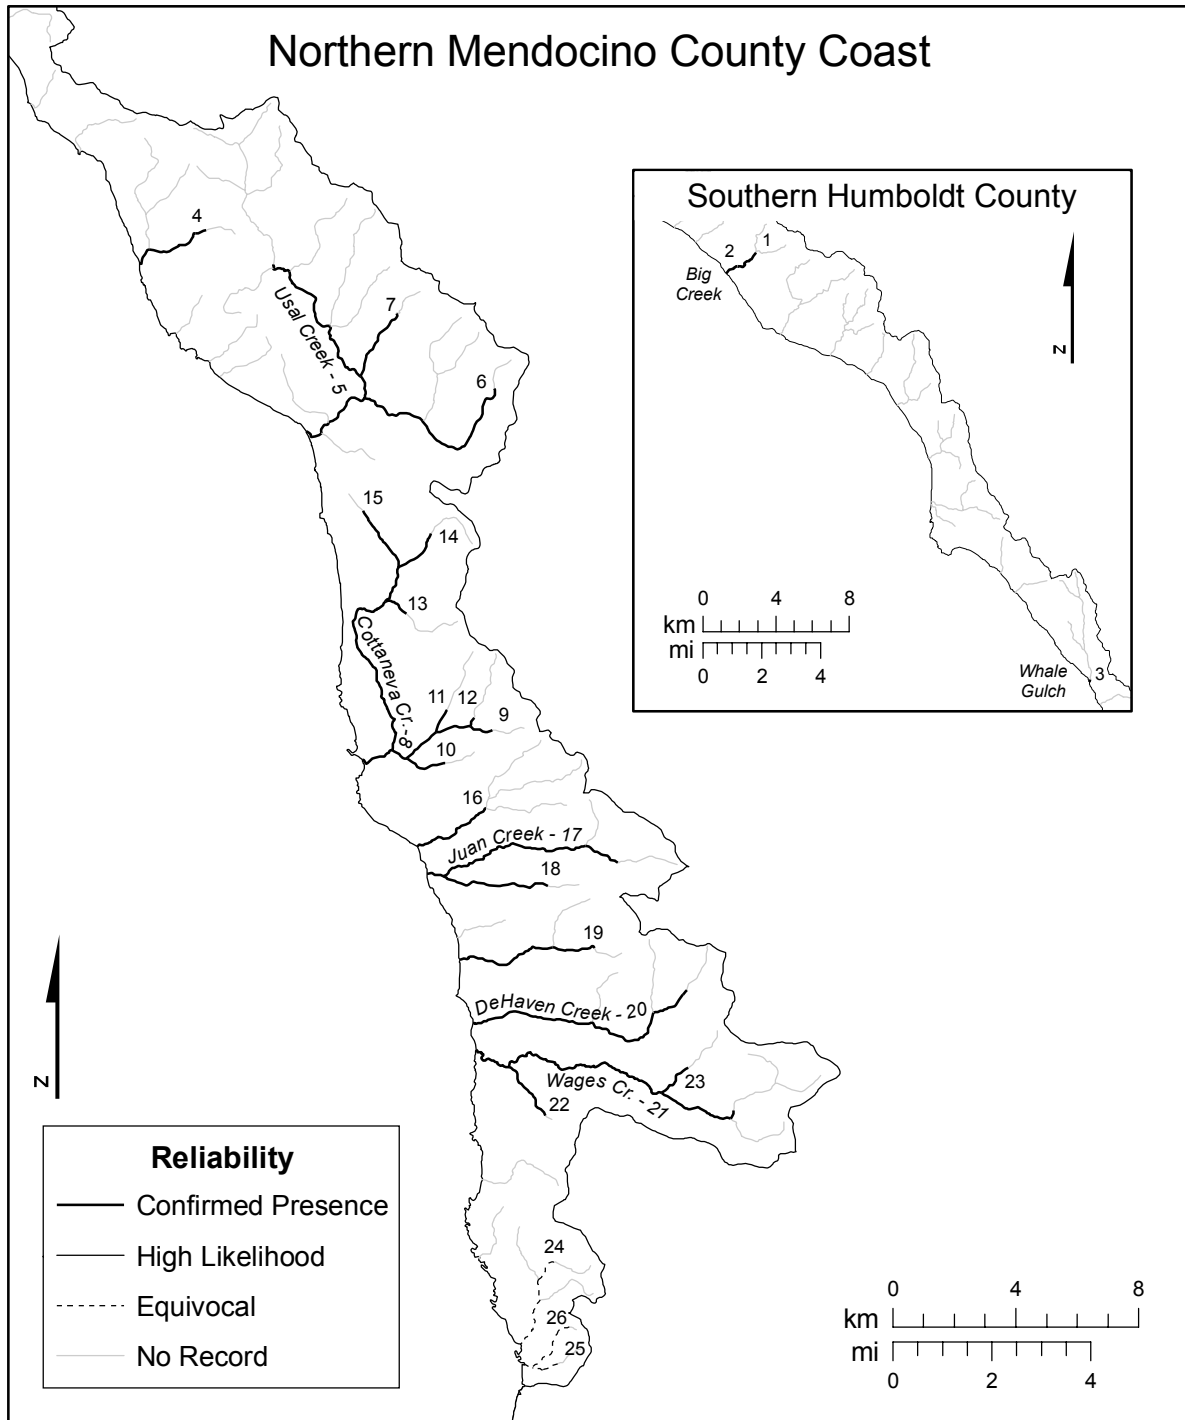 Northern Mendocino County Coast
Southern Humboldt County
1
2
Big
Creek
N
0 4 8
km
mi
0 2 4
Whale
Gulch
3
4
Usal Creek - 5
7
6
15
14
13
Cottaneva Cr.- 8
11
12
9
10
16
Juan Creek - 17
18
19
DeHaven Creek - 20
Wages Cr. - 21
23
22
24
26
25
N
Reliability
Confirmed Presence
High Likelihood
Equivocal
No Record
0 4 8
km
mi
0 2 4